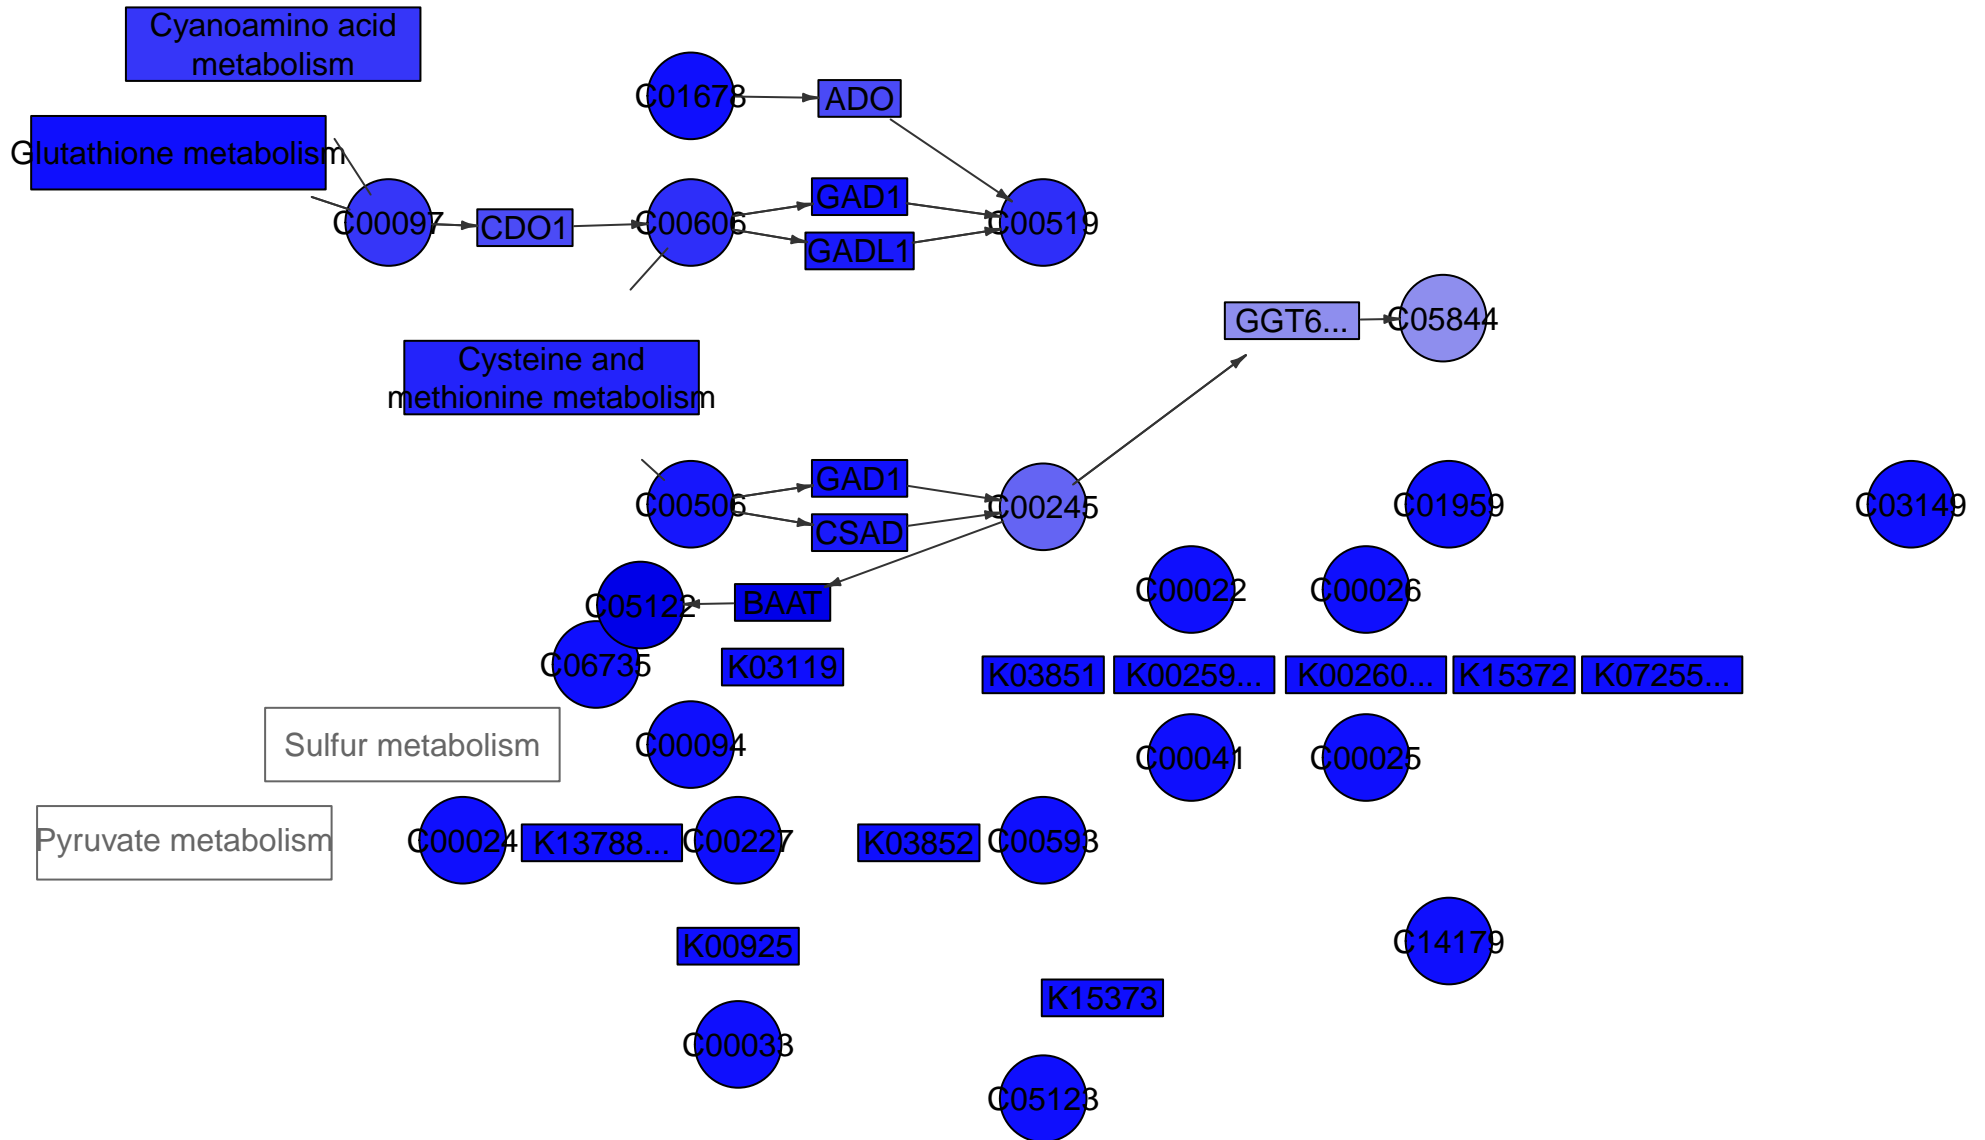 Cyanoamino acid
metabolism
C01678
ADO
Glutathione metabolism
C00097
CDO1
C00606
GAD1
GADL1
C00519
GGT6...
C05844
Cysteine and
methionine metabolism
C00506
GAD1
CSAD
C00245
C01959
C03149
C05122
BAAT
C00022
C00026
C06735
K03119
K03851
K00259...
K00260...
K15372
K07255...
Sulfur metabolism
C00094
C00041
C00025
Pyruvate metabolism
C00024
K13788...
C00227
K03852
C00593
K00925
C14179
K15373
C00033
C05123